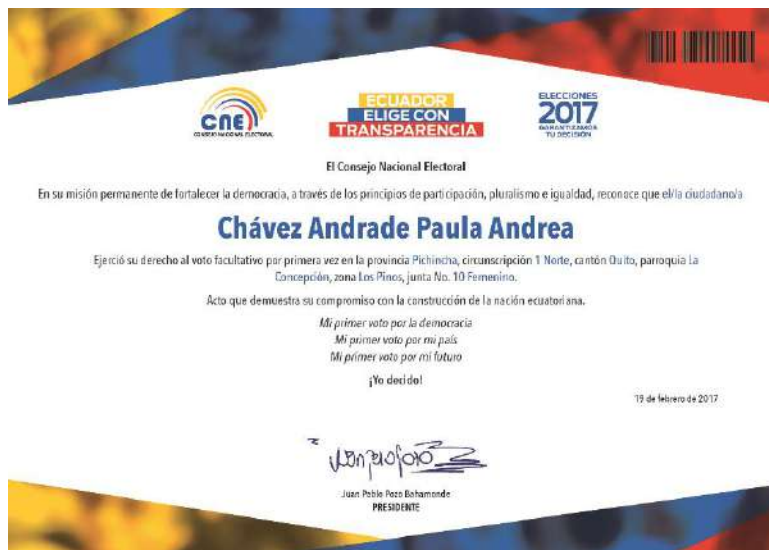 cne
CONSEJO NACIONAL ELECTORAL
ECUADOR
ELIGE CON
TRANSPARENCIA
ELECCIONES
2017
GARANTIZAMOS
TU DECISIÓN
El Consejo Nacional Electoral
En su misión permanente de fortalecer la democracia, a través de los principios de participación, pluralismo e igualdad, reconoce que el/la ciudadano/a
Chávez Andrade Paula Andrea
Ejerció su derecho al voto facultativo por primera vez en la provincia Pichincha, circunscripción 1 Norte, cantón Quito, parroquia La
Concepción, zona Los Pinos, junta No. 10 Femenino.
Acto que demuestra su compromiso con la construcción de la nación ecuatoriana.
Mi primer voto por la democracia
Mi primer voto por mi país
Mi primer voto por mi futuro
¡Yo decido!
19 de febrero de 2017
Juan Pablo Pozo Bahamonde
PRESIDENTE